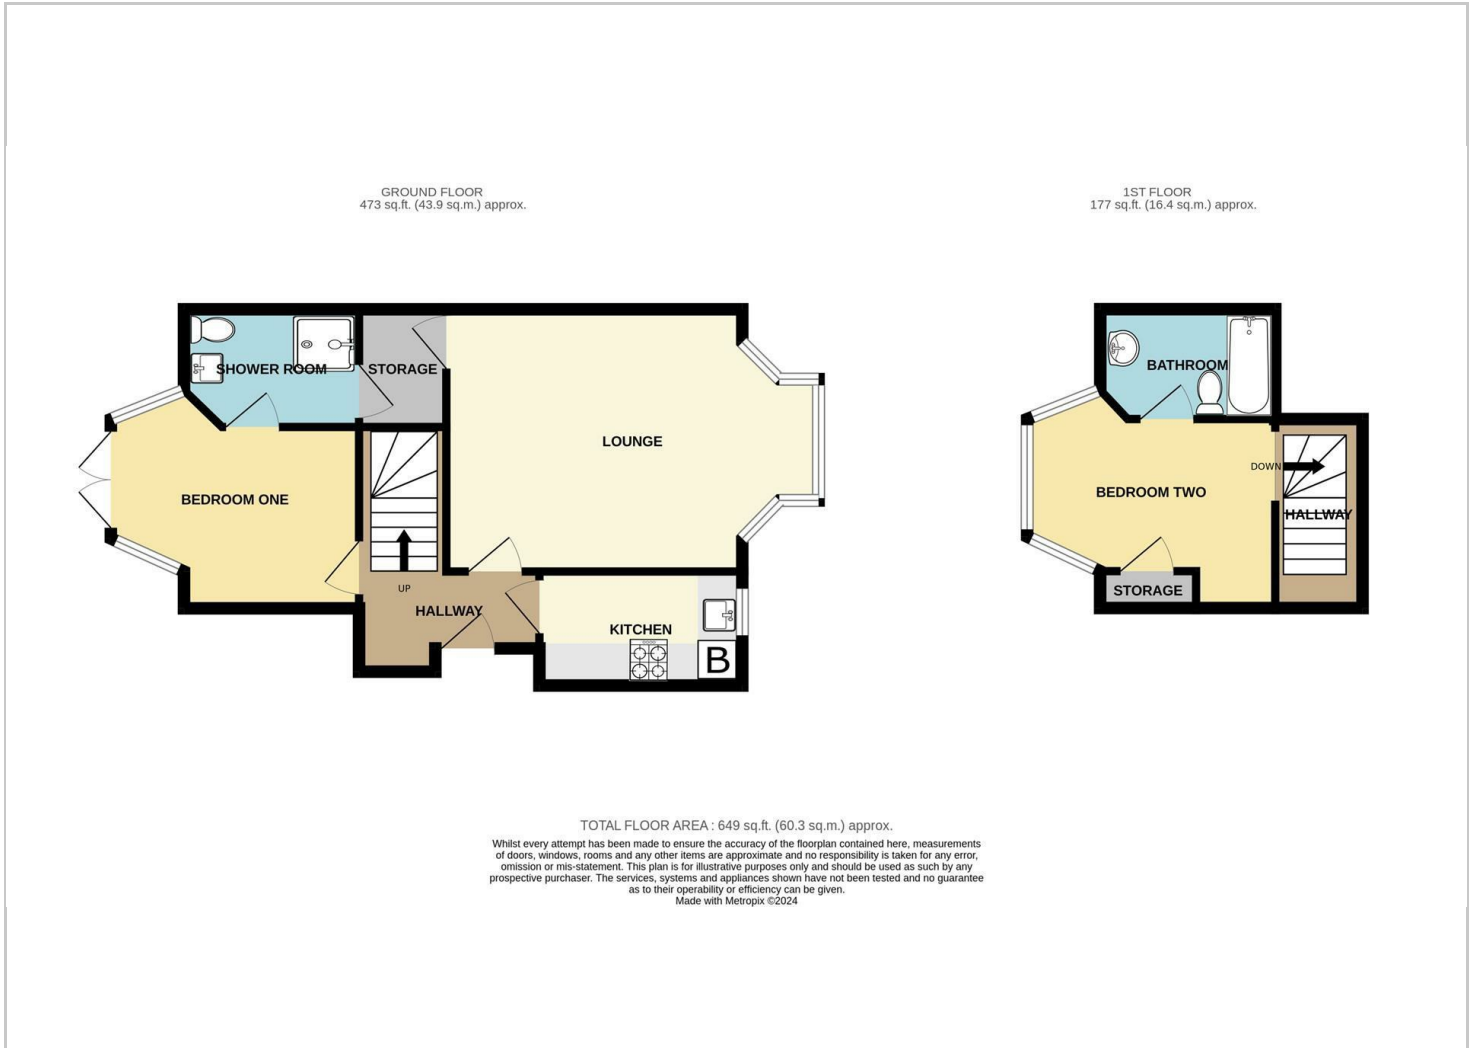 GROUND FLOOR
473 sq.ft. (43.9 sq.m.) approx.
1ST FLOOR
177 sq.ft. (16.4 sq.m.) approx.
SHOWER ROOM
STORAGE
LOUNGE
BEDROOM ONE
UP
HALLWAY
KITCHEN
B
BATHROOM
DOWN
BEDROOM TWO
HALLWAY
STORAGE
TOTAL FLOOR AREA : 649 sq.ft. (60.3 sq.m.) approx.
Whilst every attempt has been made to ensure the accuracy of the floorplan contained here, measurements
of doors, windows, rooms and any other items are approximate and no responsibility is taken for any error,
omission or mis-statement. This plan is for illustrative purposes only and should be used as such by any
prospective purchaser. The services, systems and appliances shown have not been tested and no guarantee
as to their operability or efficiency can be given.
Made with Metropix ©2024